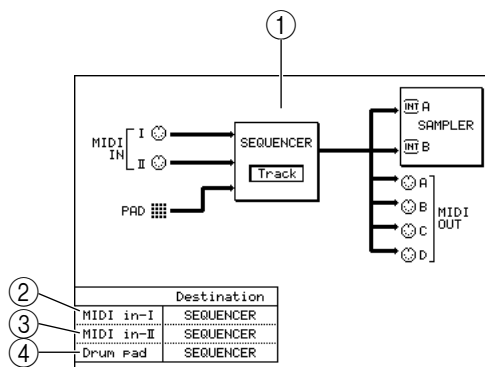 ①
I
MIDI IN
II
SEQUENCER
Track
PAD
INT A
SAMPLER
INT B
A
B
C
D
MIDI OUT
Destination
② MIDI in-I SEQUENCER
③ MIDI in-II SEQUENCER
④ Drum pad SEQUENCER